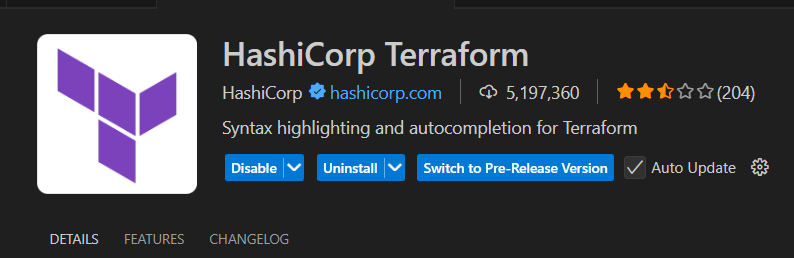 HashiCorp Terraform
HashiCorp hashicorp.com 5,197,360 (204)
Syntax highlighting and autocompletion for Terraform
Disable Uninstall Switch to Pre-Release Version Auto Update
DETAILS FEATURES CHANGELOG